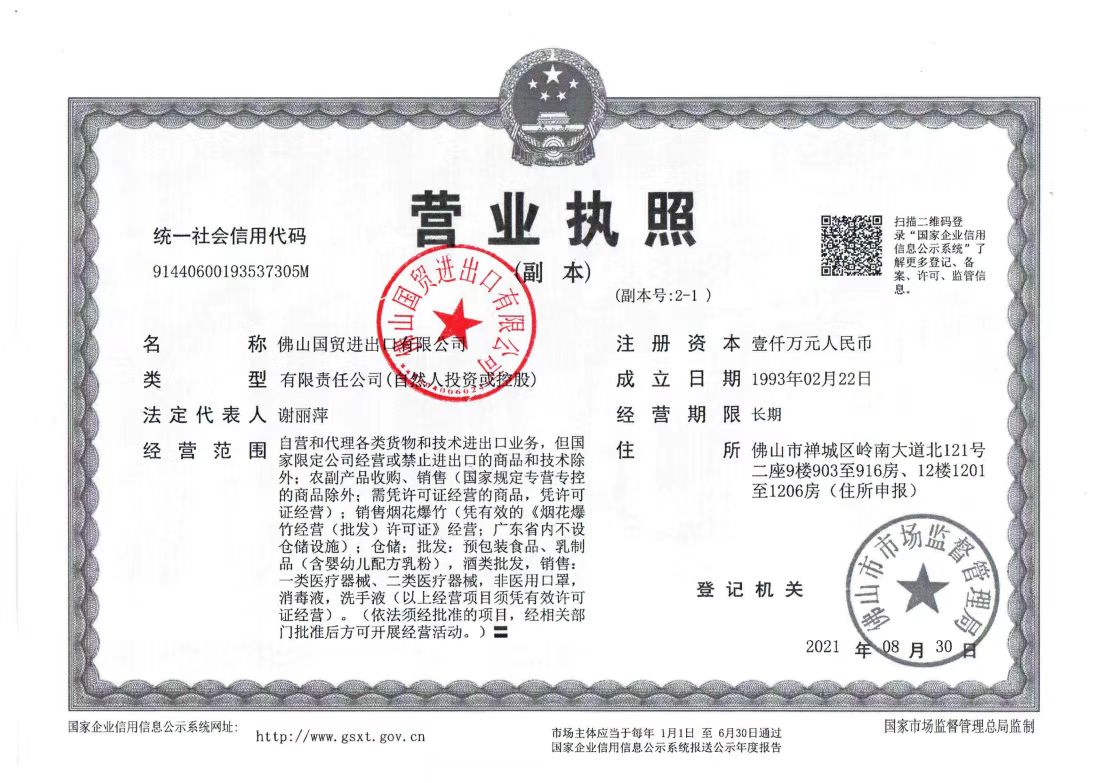 营业执照
(副 本)
(副本号:2-1 )
统一社会信用代码
91440600193537305M
扫描二维码登
录“国家企业信用
信息公示系统”了
解更多登记、备
案、许可、监管信
息。
名 称 佛山国贸进出口有限公司
类 型 有限责任公司(自然人投资或控股)
法定代表人 谢丽萍
经营范围 自营和代理各类货物和技术进出口业务，但国
家限定公司经营或禁止进出口的商品和技术除
外；农副产品收购、销售（国家规定专营专控
的商品除外；需凭许可证经营的商品，凭许可
证经营）；销售烟花爆竹（凭有效的《烟花爆
竹经营（批发）许可证》经营；广东省内不设
仓储设施）；仓储；批发：预包装食品、乳制
品（含婴幼儿配方乳粉），酒类批发，销售：
一类医疗器械、二类医疗器械，非医用口罩，
消毒液，洗手液（以上经营项目须凭有效许可
证经营）。（依法须经批准的项目，经相关部
门批准后方可开展经营活动。）
注册资本 壹仟万元人民币
成立日期 1993年02月22日
经营期限 长期
住 所 佛山市禅城区岭南大道北121号
二座9楼903至916房、12楼1201
至1206房（住所申报）
佛山国贸进出口有限公司
登记机关
佛山市市场监督管理局
2021 年 08 月 30 日
国家企业信用信息公示系统网址:
http://www.gsxt.gov.cn
市场主体应当于每年 1月1日 至 6月30日通过
国家企业信用信息公示系统报送公示年度报告
国家市场监督管理总局监制